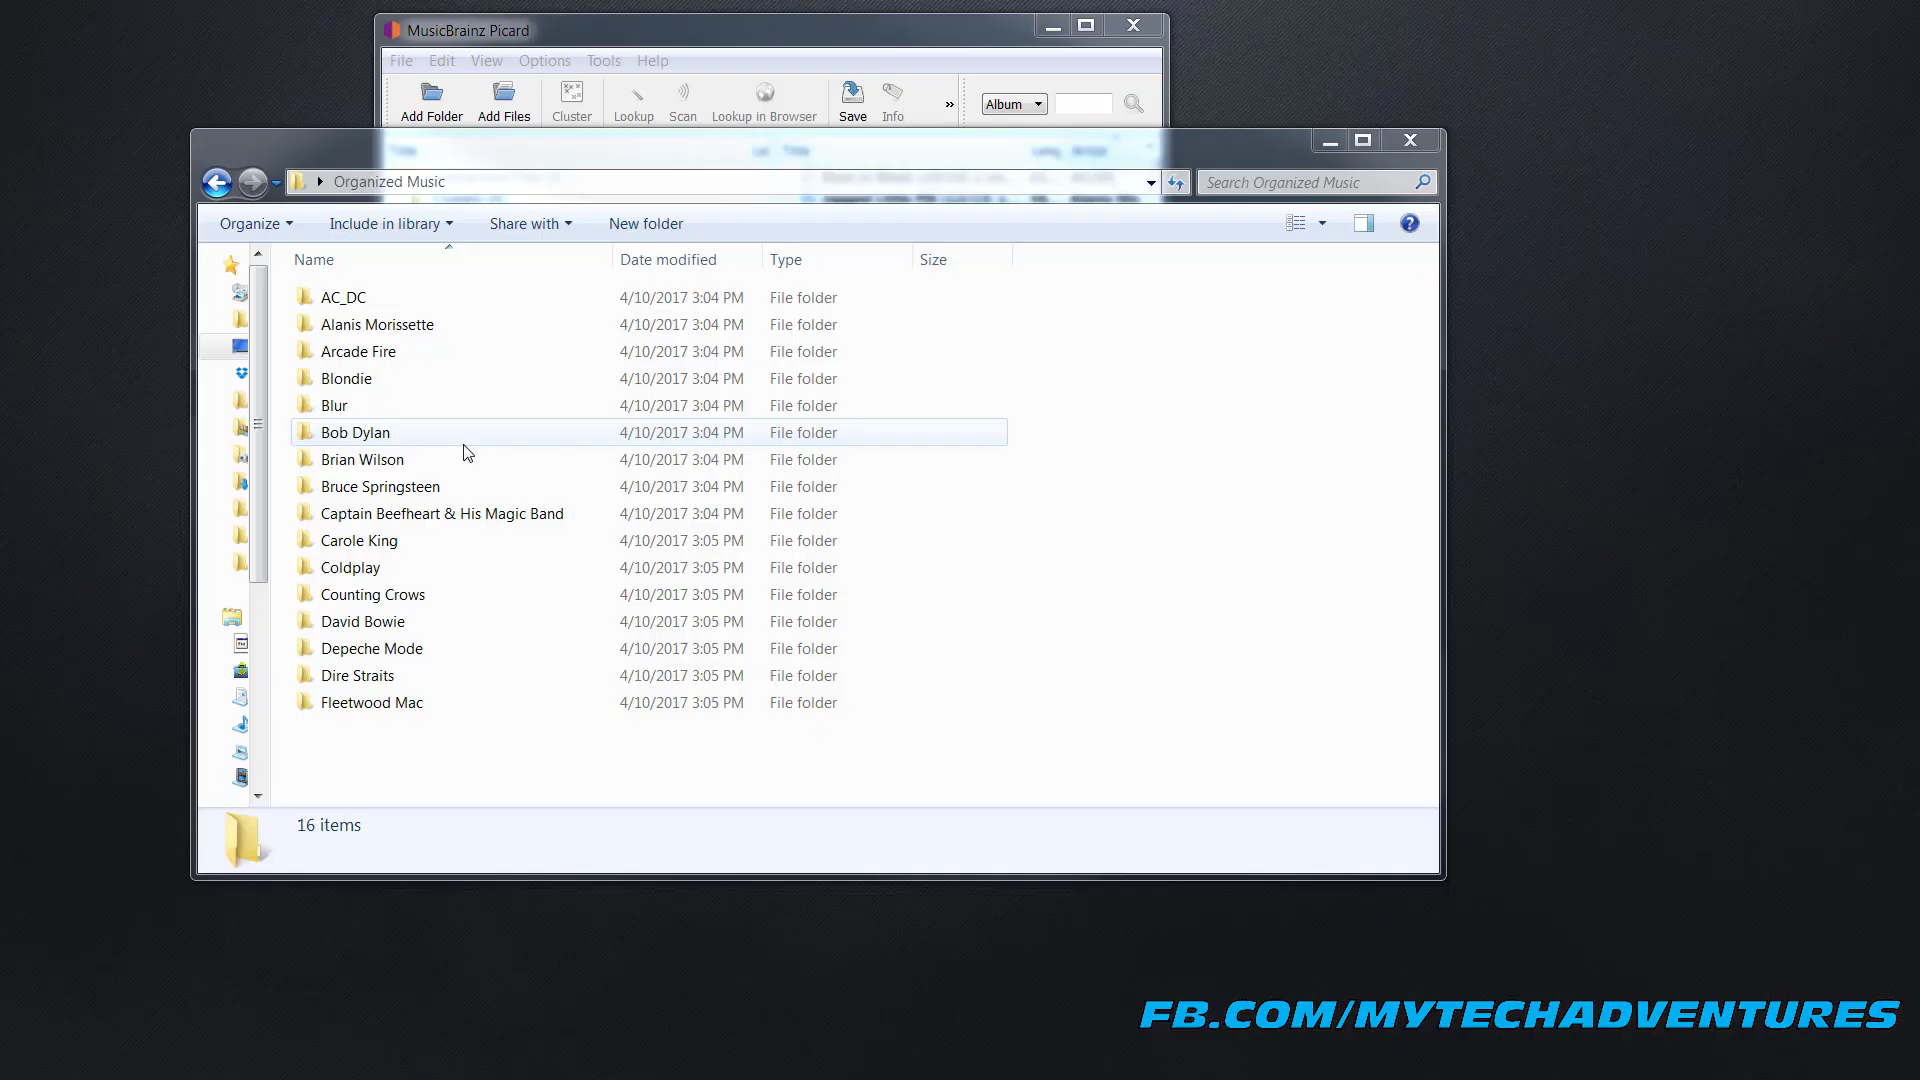 MusicBrainz Picard
File Edit View Options Tools Help
Add Folder Add Files Cluster Lookup Scan Lookup in Browser Save Info » Album
Organized Music Search Organized Music
Organize Include in library Share with New folder
Name Date modified Type Size
AC_DC 4/10/2017 3:04 PM File folder
Alanis Morissette 4/10/2017 3:04 PM File folder
Arcade Fire 4/10/2017 3:04 PM File folder
Blondie 4/10/2017 3:04 PM File folder
Blur 4/10/2017 3:04 PM File folder
Bob Dylan 4/10/2017 3:04 PM File folder
Brian Wilson 4/10/2017 3:04 PM File folder
Bruce Springsteen 4/10/2017 3:04 PM File folder
Captain Beefheart & His Magic Band 4/10/2017 3:04 PM File folder
Carole King 4/10/2017 3:05 PM File folder
Coldplay 4/10/2017 3:05 PM File folder
Counting Crows 4/10/2017 3:05 PM File folder
David Bowie 4/10/2017 3:05 PM File folder
Depeche Mode 4/10/2017 3:05 PM File folder
Dire Straits 4/10/2017 3:05 PM File folder
Fleetwood Mac 4/10/2017 3:05 PM File folder
16 items
FB.COM/MYTECHADVENTURES